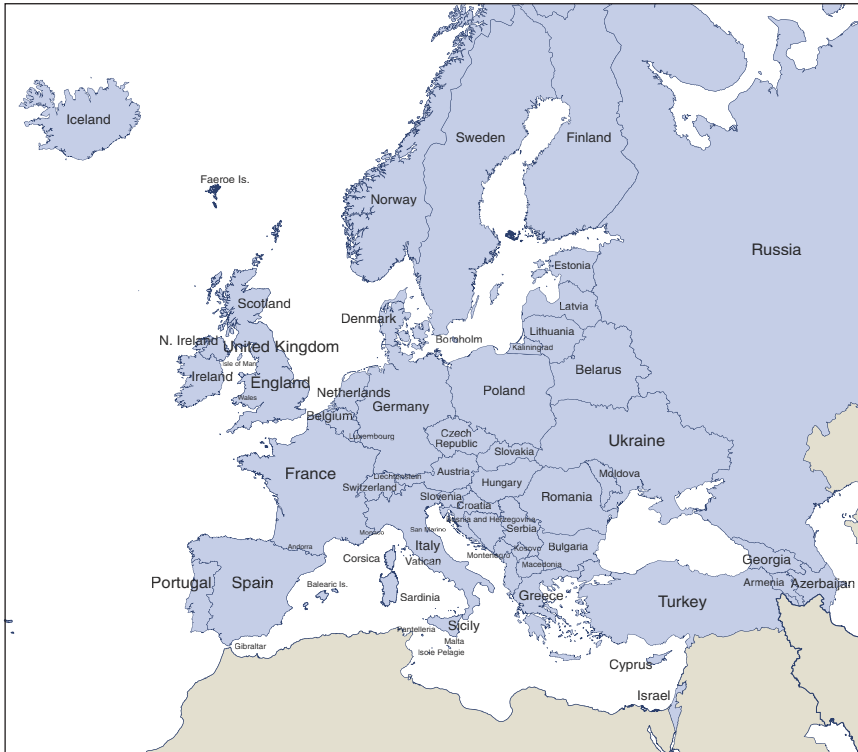 Iceland
Sweden
Finland
Faeroe Is.
Norway
Russia
Estonia
Scotland
Latvia
Denmark
Lithuania
N. Ireland
United Kingdom
Bornholm
Kaliningrad
Isle of Man
Belarus
Ireland
England
Netherlands
Poland
Wales
Germany
Belgium
Luxembourg
Czech
Republic
Ukraine
Slovakia
France
Liechtenstein
Austria
Moldova
Switzerland
Hungary
Slovenia
Romania
Croatia
Bosnia and Herzegovina
San Marino
Serbia
Monaco
Andorra
Italy
Kosovo
Bulgaria
Corsica
Vatican
Montenegro
Macedonia
Georgia
Portugal
Spain
Balearic Is.
Armenia
Azerbaijan
Sardinia
Greece
Turkey
Sicily
Pantelleria
Malta
Gibraltar
Isole Pelagie
Cyprus
Israel